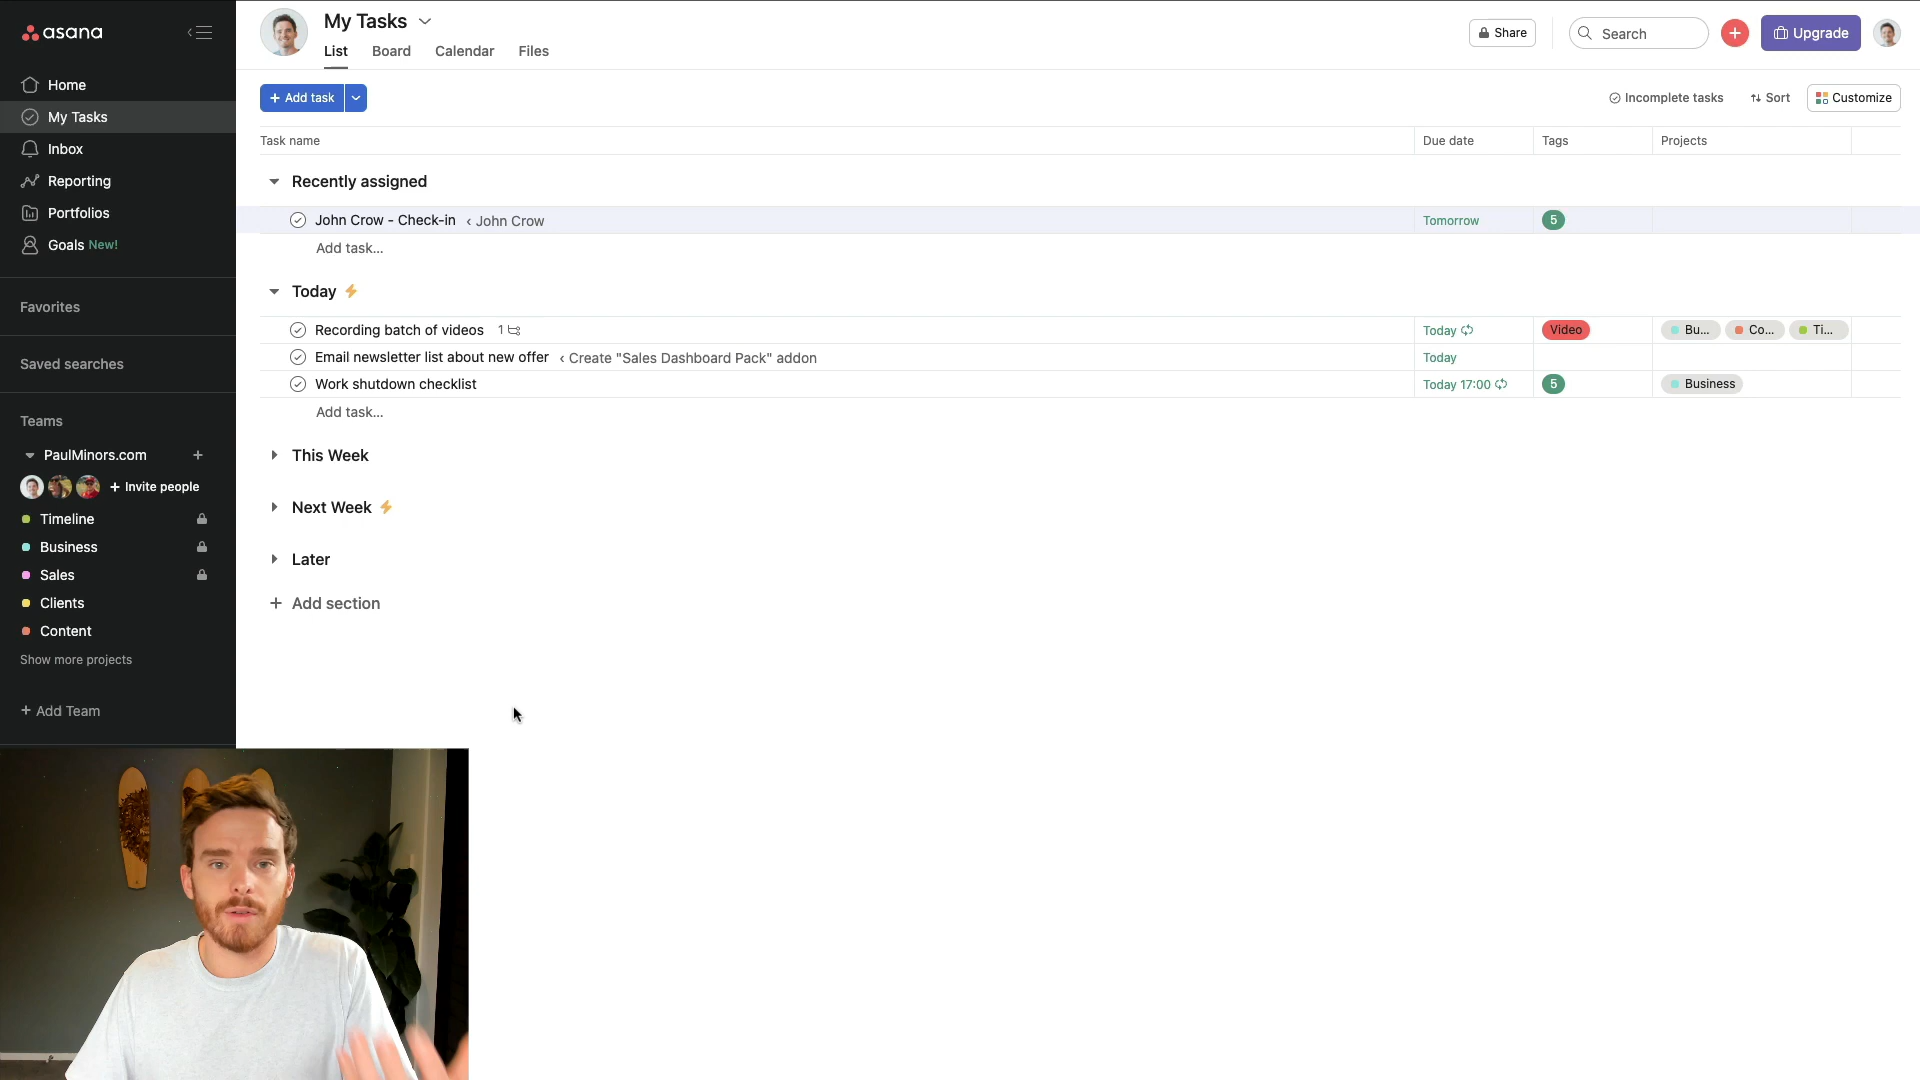 asana
Home
My Tasks
Inbox
Reporting
Portfolios
Goals New!
Favorites
Saved searches
Teams
PaulMinors.com +
+ Invite people
Timeline
Business
Sales
Clients
Content
Show more projects
+ Add Team
My Tasks
List Board Calendar Files
Share
Search
+
Upgrade
+ Add task
Incomplete tasks Sort Customize
Task name Due date Tags Projects
Recently assigned
John Crow - Check-in ‹ John Crow Tomorrow 5
Add task...
Today
Recording batch of videos 1 Today Video Bu... Co... Ti...
Email newsletter list about new offer ‹ Create "Sales Dashboard Pack" addon Today
Work shutdown checklist Today 17:00 5 Business
Add task...
This Week
Next Week
Later
+ Add section